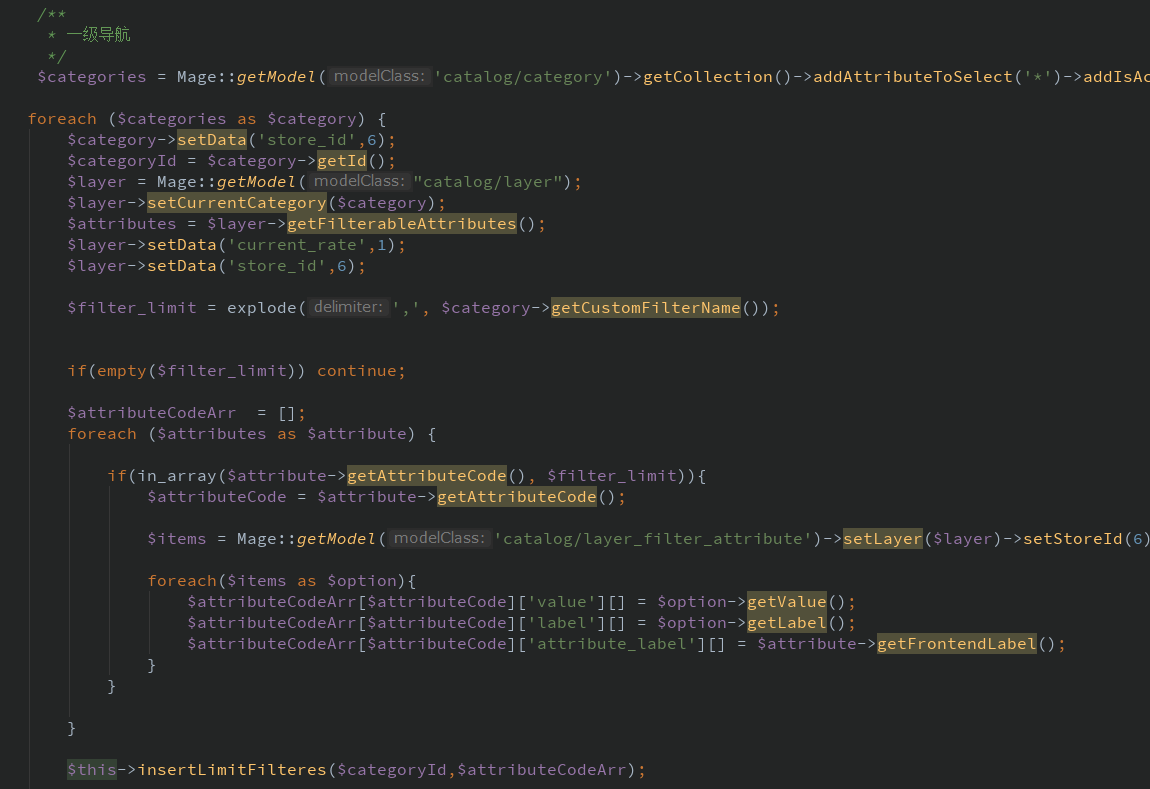 /**
* 一级导航
*/
$categories = Mage::getModel( modelClass: 'catalog/category')->getCollection()->addAttributeToSelect('*')->addIsAc
foreach ($categories as $category) {
$category->setData('store_id',6);
$categoryId = $category->getId();
$layer = Mage::getModel( modelClass: "catalog/layer");
$layer->setCurrentCategory($category);
$attributes = $layer->getFilterableAttributes();
$layer->setData('current_rate',1);
$layer->setData('store_id',6);
$filter_limit = explode( delimiter: ',', $category->getCustomFilterName());
if(empty($filter_limit)) continue;
$attributeCodeArr  = [];
foreach ($attributes as $attribute) {
if(in_array($attribute->getAttributeCode(), $filter_limit)){
$attributeCode = $attribute->getAttributeCode();
$items = Mage::getModel( modelClass: 'catalog/layer_filter_attribute')->setLayer($layer)->setStoreId(6)
foreach($items as $option){
$attributeCodeArr[$attributeCode]['value'][] = $option->getValue();
$attributeCodeArr[$attributeCode]['label'][] = $option->getLabel();
$attributeCodeArr[$attributeCode]['attribute_label'][] = $attribute->getFrontendLabel();
}
}
}
$this->insertLimitFilteres($categoryId,$attributeCodeArr);